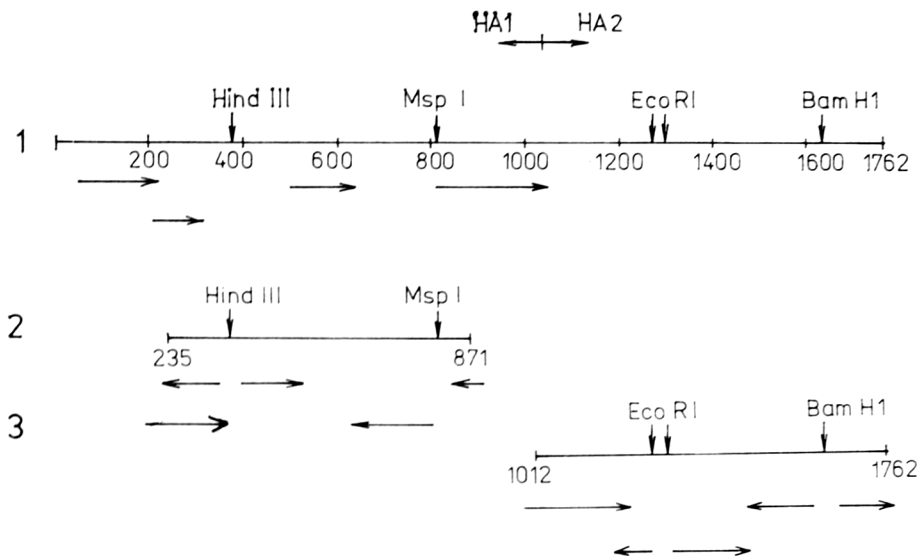 HA1 HA2
Hind III Msp I Eco RI Bam H1
1
200 400 600 800 1000 1200 1400 1600 1762
Hind III Msp I
2
235 871
3
Eco RI Bam H1
1012 1762